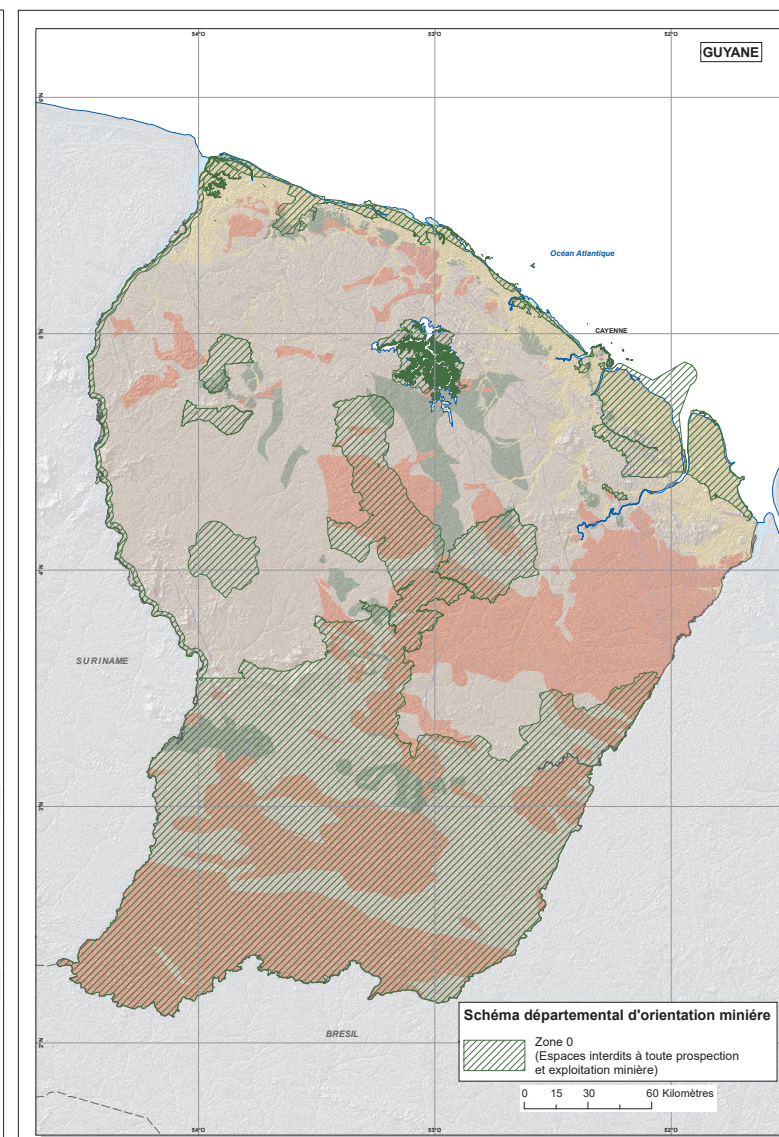 54°O 53°O 52°O
GUYANE
6°N
Océan Atlantique
5°N
CAYENNE
4°N
SURINAME
3°N
Schéma départemental d'orientation miniére
Zone 0
(Espaces interdits à toute prospection
et exploitation minière)
BRESIL
2°N
0 15 30 60 Kilomètres
54°O 53°O 52°O